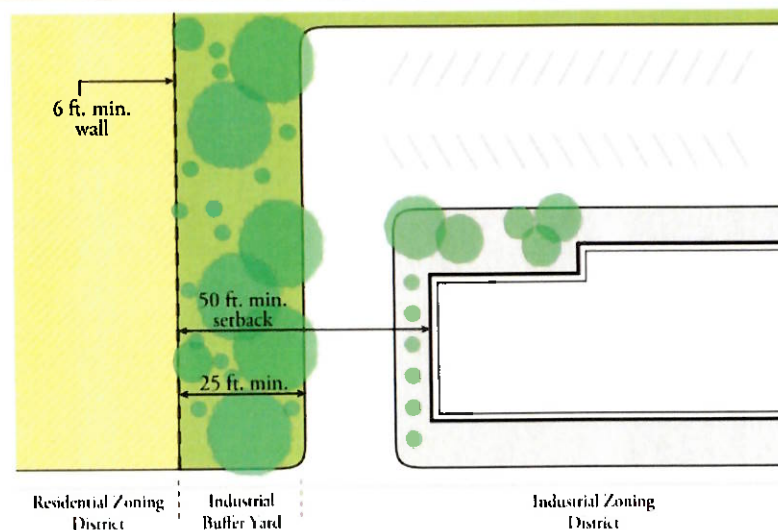 6 ft. min.
wall
50 ft. min.
setback
25 ft. min.
Residential Zoning
District
Industrial
Buffer Yard
Industrial Zoning
District